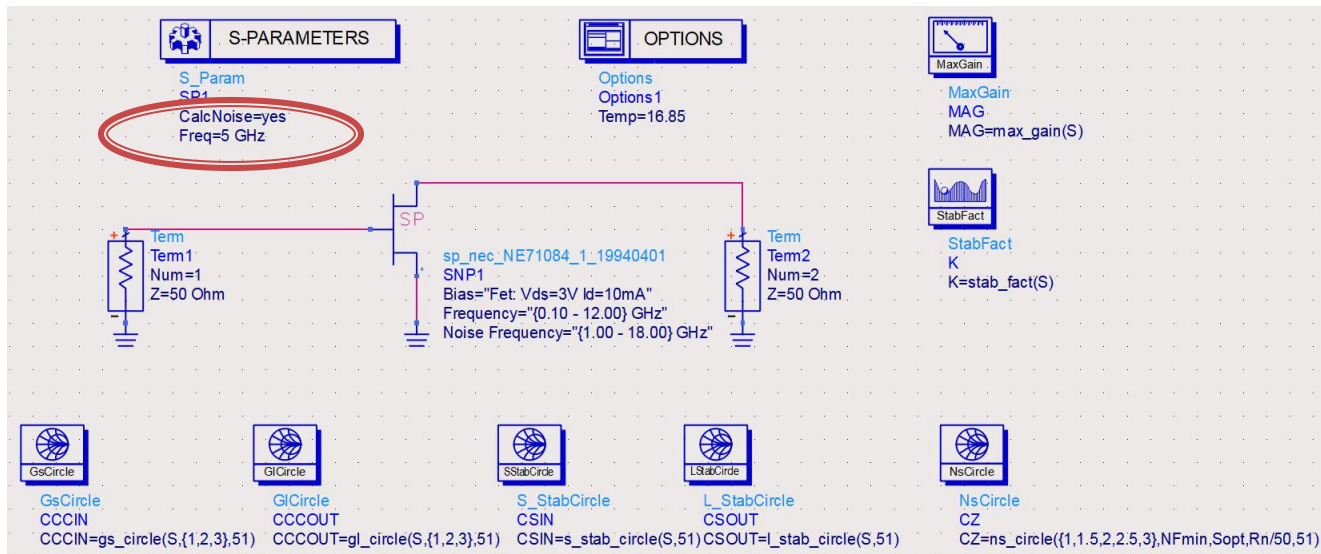 S-PARAMETERS
S_Param
SP1
CalcNoise=yes
Freq=5 GHz
OPTIONS
Options
Options1
Temp=16.85
MaxGain
MaxGain
MAG
MAG=max_gain(S)
StabFact
StabFact
K
K=stab_fact(S)
+
Term
Term1
Num=1
Z=50 Ohm
-
SP
sp_nec_NE71084_1_19940401
SNP1
Bias="Fet: Vds=3V Id=10mA"
Frequency="{0.10 - 12.00} GHz"
Noise Frequency="{1.00 - 18.00} GHz"
+
Term
Term2
Num=2
Z=50 Ohm
-
GsCircle
GsCircle
CCCIN
CCCIN=gs_circle(S,{1,2,3},51)
GlCircle
GlCircle
CCCOUT
CCCOUT=gl_circle(S,{1,2,3},51)
SStabCircle
S_StabCircle
CSIN
CSIN=s_stab_circle(S,51)
LStabCircle
L_StabCircle
CSOUT
CSOUT=l_stab_circle(S,51)
NsCircle
NsCircle
CZ
CZ=ns_circle({1,1.5,2,2.5,3},NFmin,Sopt,Rn/50,51)